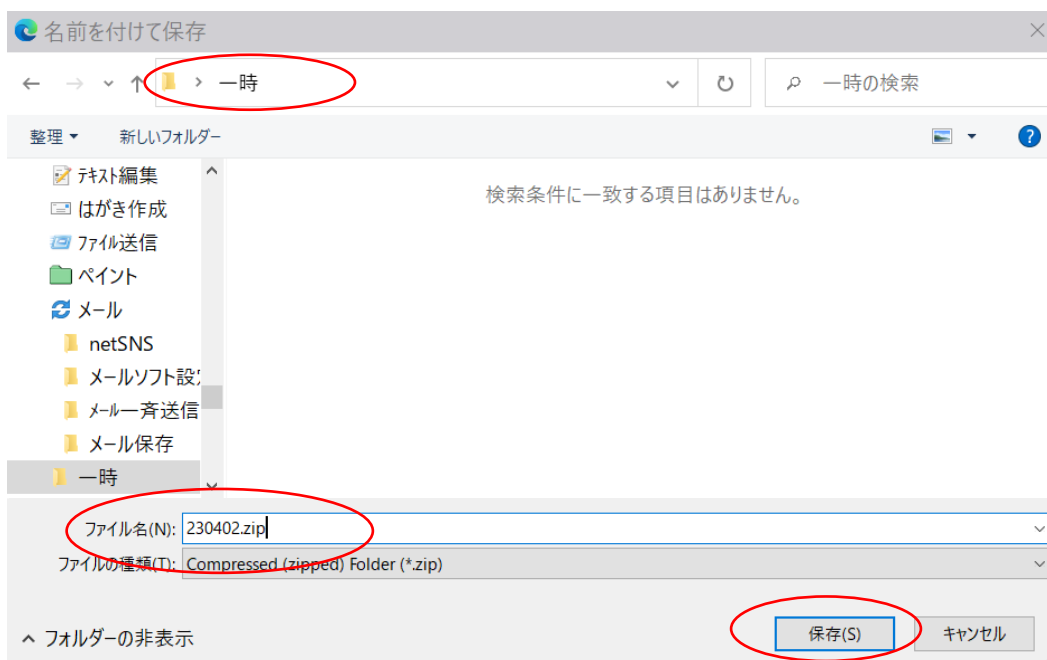 名前を付けて保存
一時
一時の検索
整理 新しいフォルダー
?
テキスト編集
はがき作成
ファイル送信
ペイント
メール
netSNS
メールソフト設定
メール一斉送信
メール保存
一時
検索条件に一致する項目はありません。
ファイル名(N): 230402.zip
ファイルの種類(T): Compressed (zipped) Folder (*.zip)
フォルダーの非表示
保存(S) キャンセル